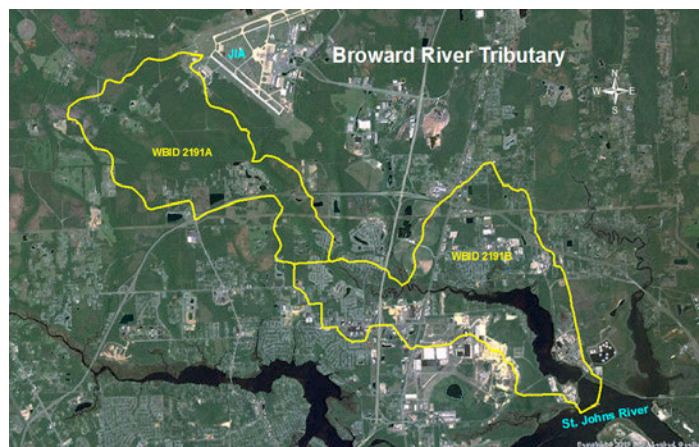 JIA
Broward River Tributary
N
W E
S
WBID 2191A
WBID 2191B
St. Johns River